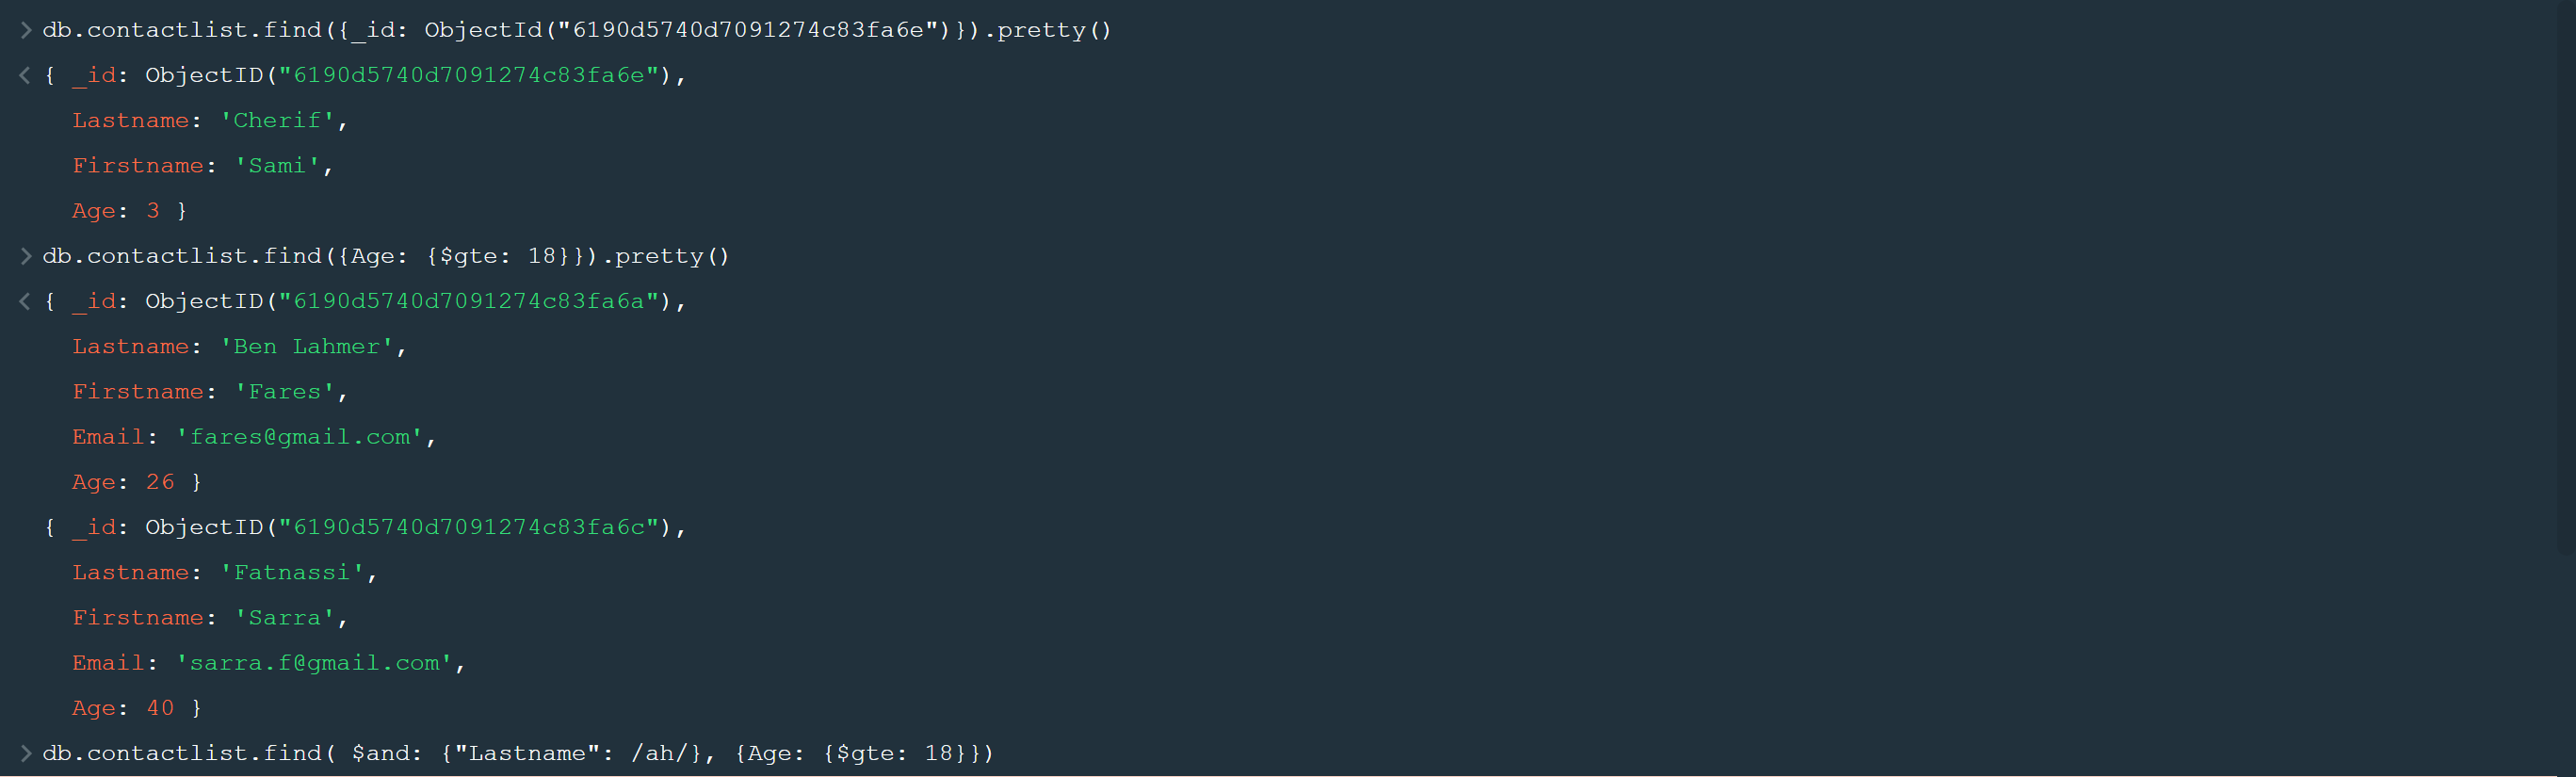 > db.contactlist.find({_id: ObjectId("6190d5740d7091274c83fa6e")}).pretty()
< { _id: ObjectID("6190d5740d7091274c83fa6e"),
Lastname: 'Cherif',
Firstname: 'Sami',
Age: 3 }
> db.contactlist.find({Age: {$gte: 18}}).pretty()
< { _id: ObjectID("6190d5740d7091274c83fa6a"),
Lastname: 'Ben Lahmer',
Firstname: 'Fares',
Email: 'fares@gmail.com',
Age: 26 }
{ _id: ObjectID("6190d5740d7091274c83fa6c"),
Lastname: 'Fatnassi',
Firstname: 'Sarra',
Email: 'sarra.f@gmail.com',
Age: 40 }
> db.contactlist.find( $and: {"Lastname": /ah/}, {Age: {$gte: 18}})